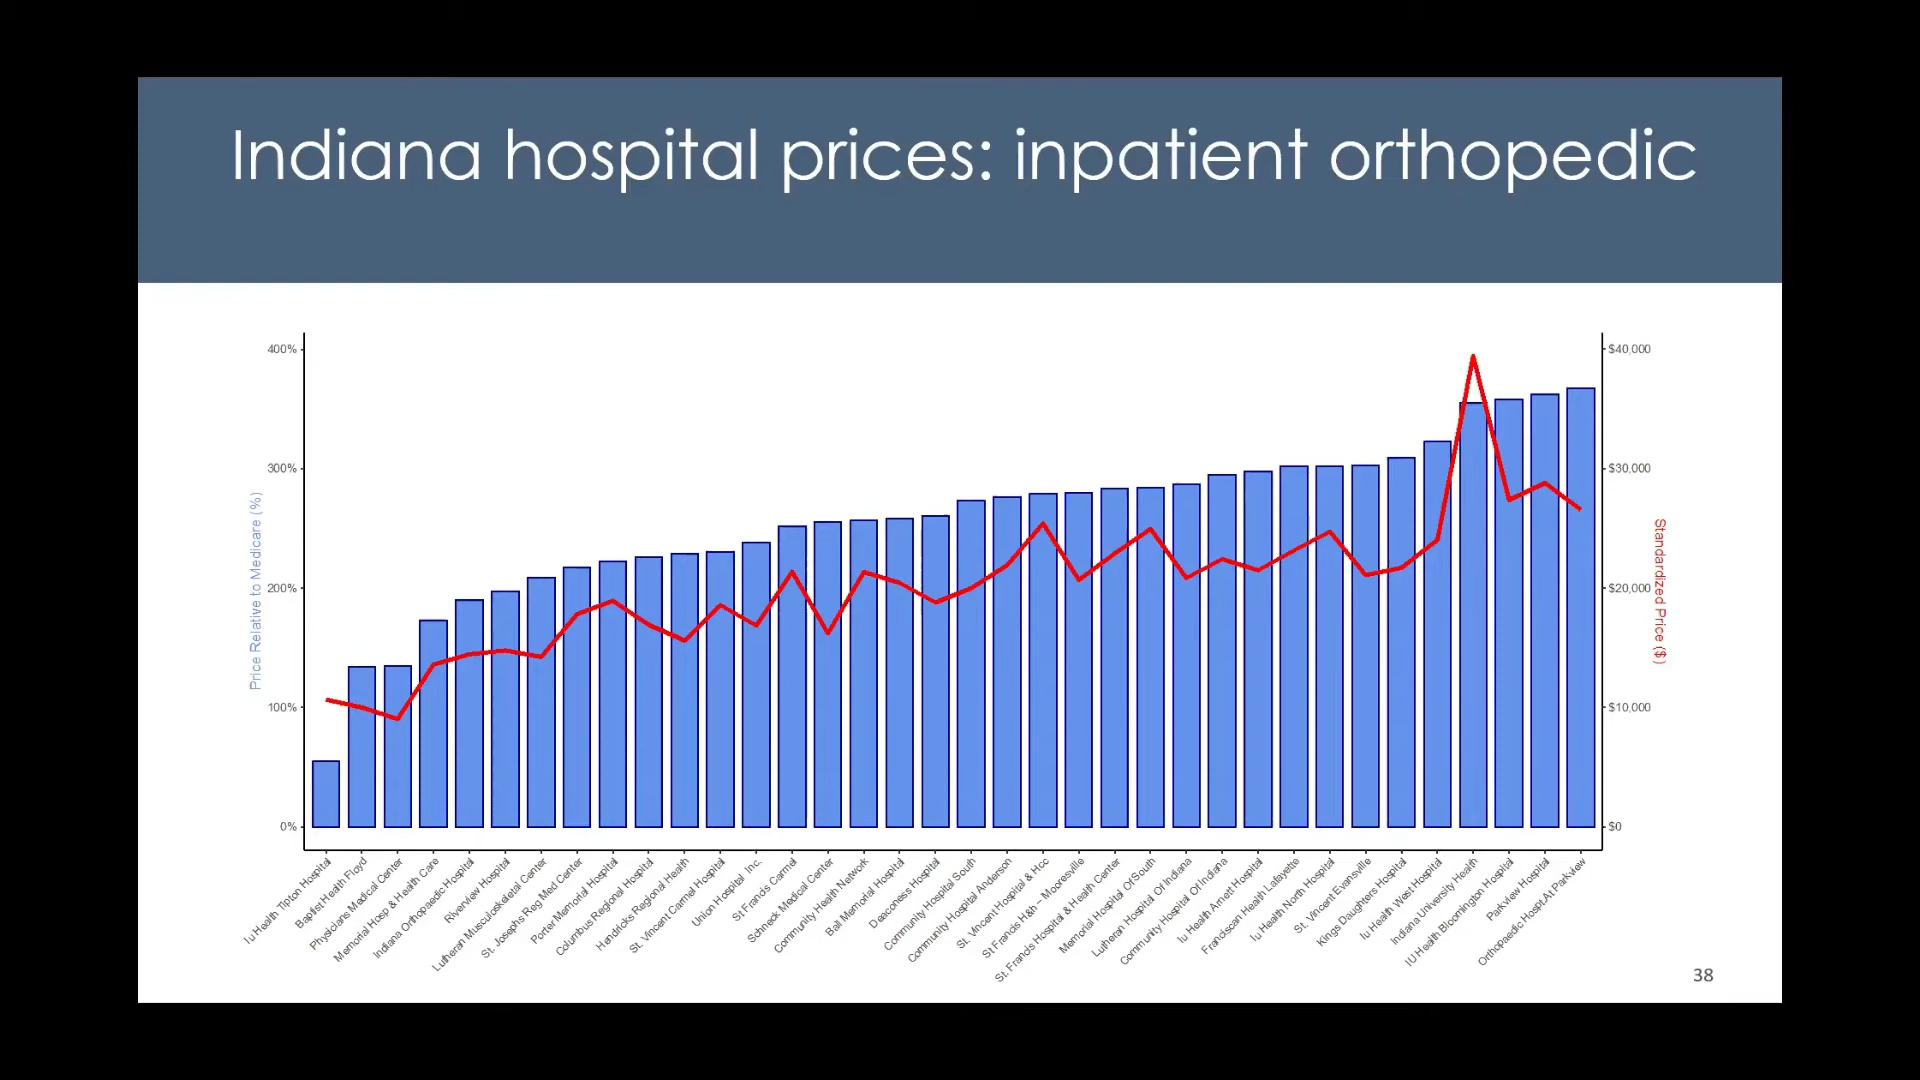 Indiana hospital prices: inpatient orthopedic
400%
300%
200%
100%
0%
Price Relative to Medicare (%)
$40,000
$30,000
$20,000
$10,000
$0
Standardized Price ($)
Iu Health Tipton Hospital
Baptist Health Floyd
Physicians Medical Center
Memorial Hosp & Health Care
Indiana Orthopaedic Hospital
Riverview Hospital
Lutheran Musculoskeletal Center
St. Josephs Reg Med Center
Porter Memorial Hospital
Columbus Regional Hospital
Hendricks Regional Health
St. Vincent Carmel Hospital
Union Hospital Inc.
St Francis Carmel
Schneck Medical Center
Community Health Network
Ball Memorial Hospital
Deaconess Hospital
Community Hospital South
Community Hospital Anderson
St. Vincent Hospital & Hcc
St Francis H&h – Mooresville
St. Francis Hospital & Health Center
Memorial Hospital Of South
Lutheran Hospital Of Indiana
Community Hospital Of Indiana
Iu Health Arnett Hospital
Franciscan Health Lafayette
Iu Health North Hospital
St. Vincent Evansville
Kings Daughters Hospital
Iu Health West Hospital
Indiana University Health
IU Health Bloomington Hospital
Parkview Hospital
Orthopaedic Hospt At Parkview
38